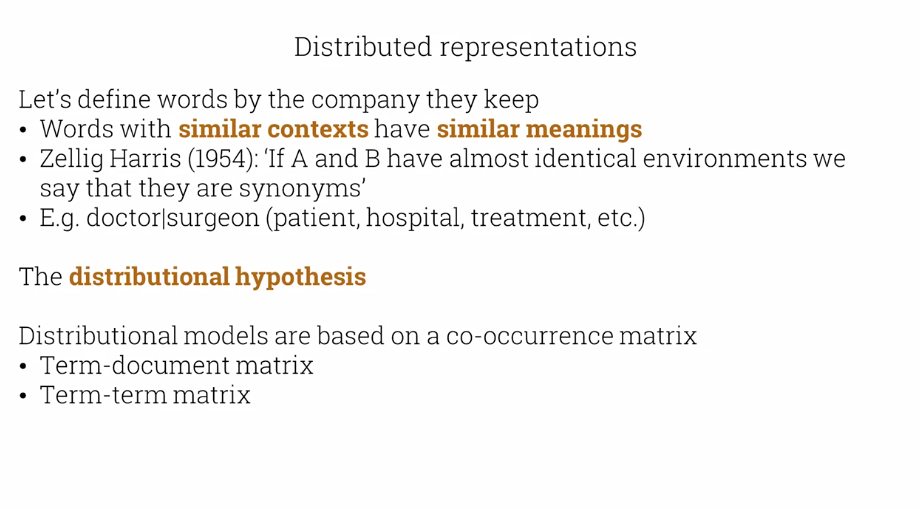 Distributed representations
Let's define words by the company they keep
• Words with similar contexts have similar meanings
• Zellig Harris (1954): ‘If A and B have almost identical environments we
say that they are synonyms’
• E.g. doctor|surgeon (patient, hospital, treatment, etc.)
The distributional hypothesis
Distributional models are based on a co-occurrence matrix
• Term-document matrix
• Term-term matrix